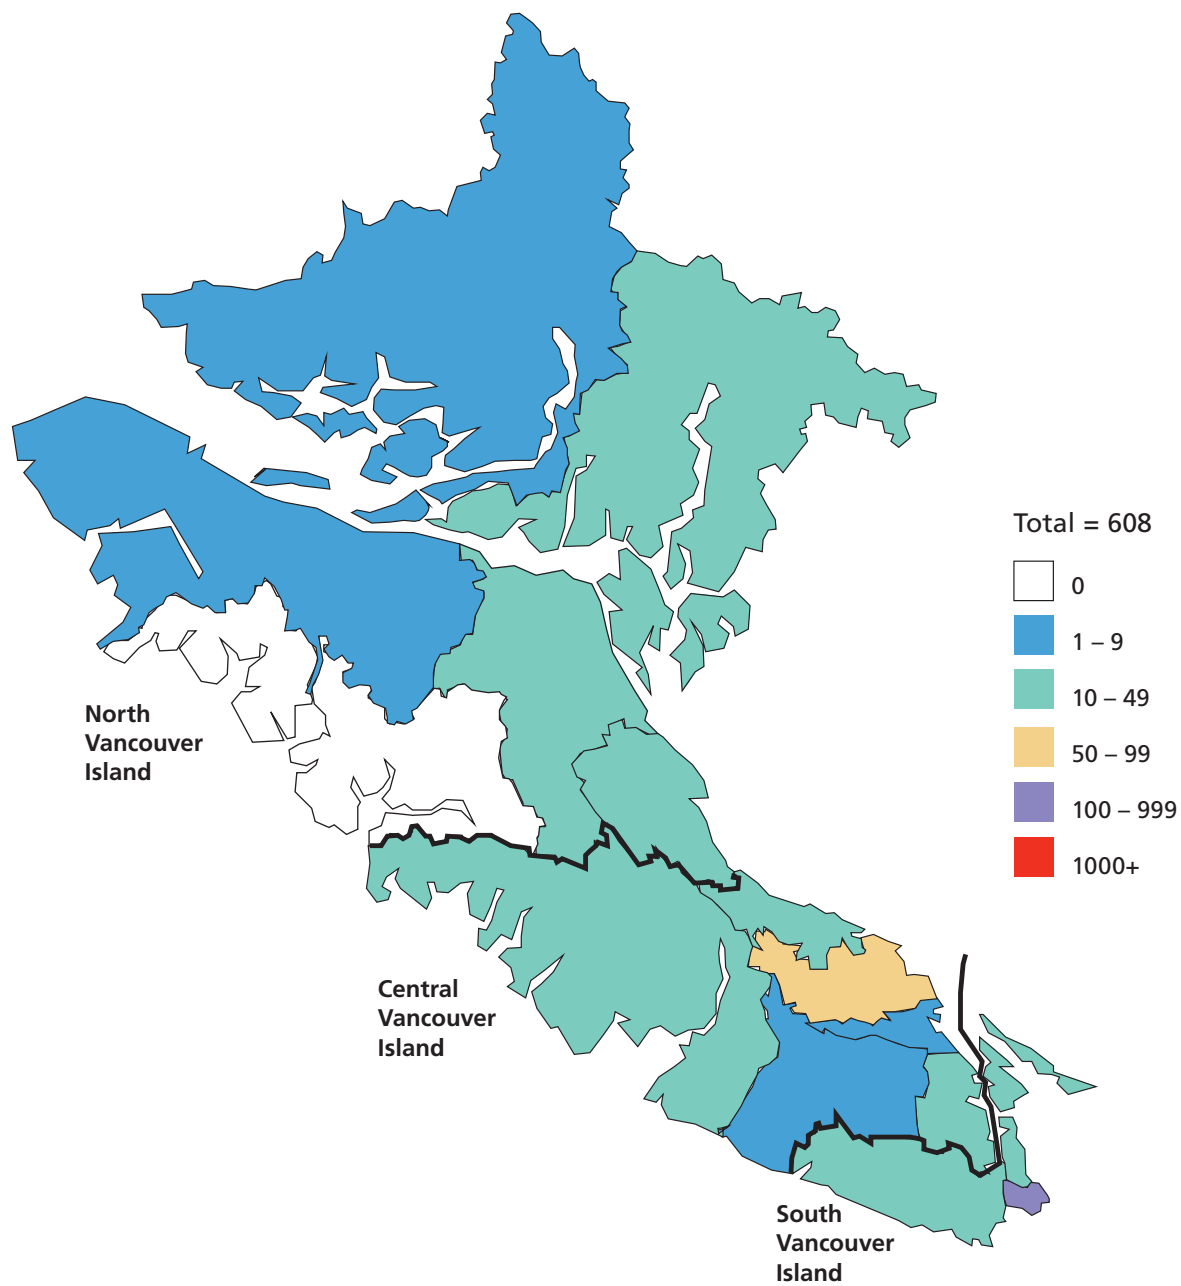 Total = 608
0
1 – 9
10 – 49
50 – 99
100 – 999
1000+
North
Vancouver
Island
Central
Vancouver
Island
South
Vancouver
Island